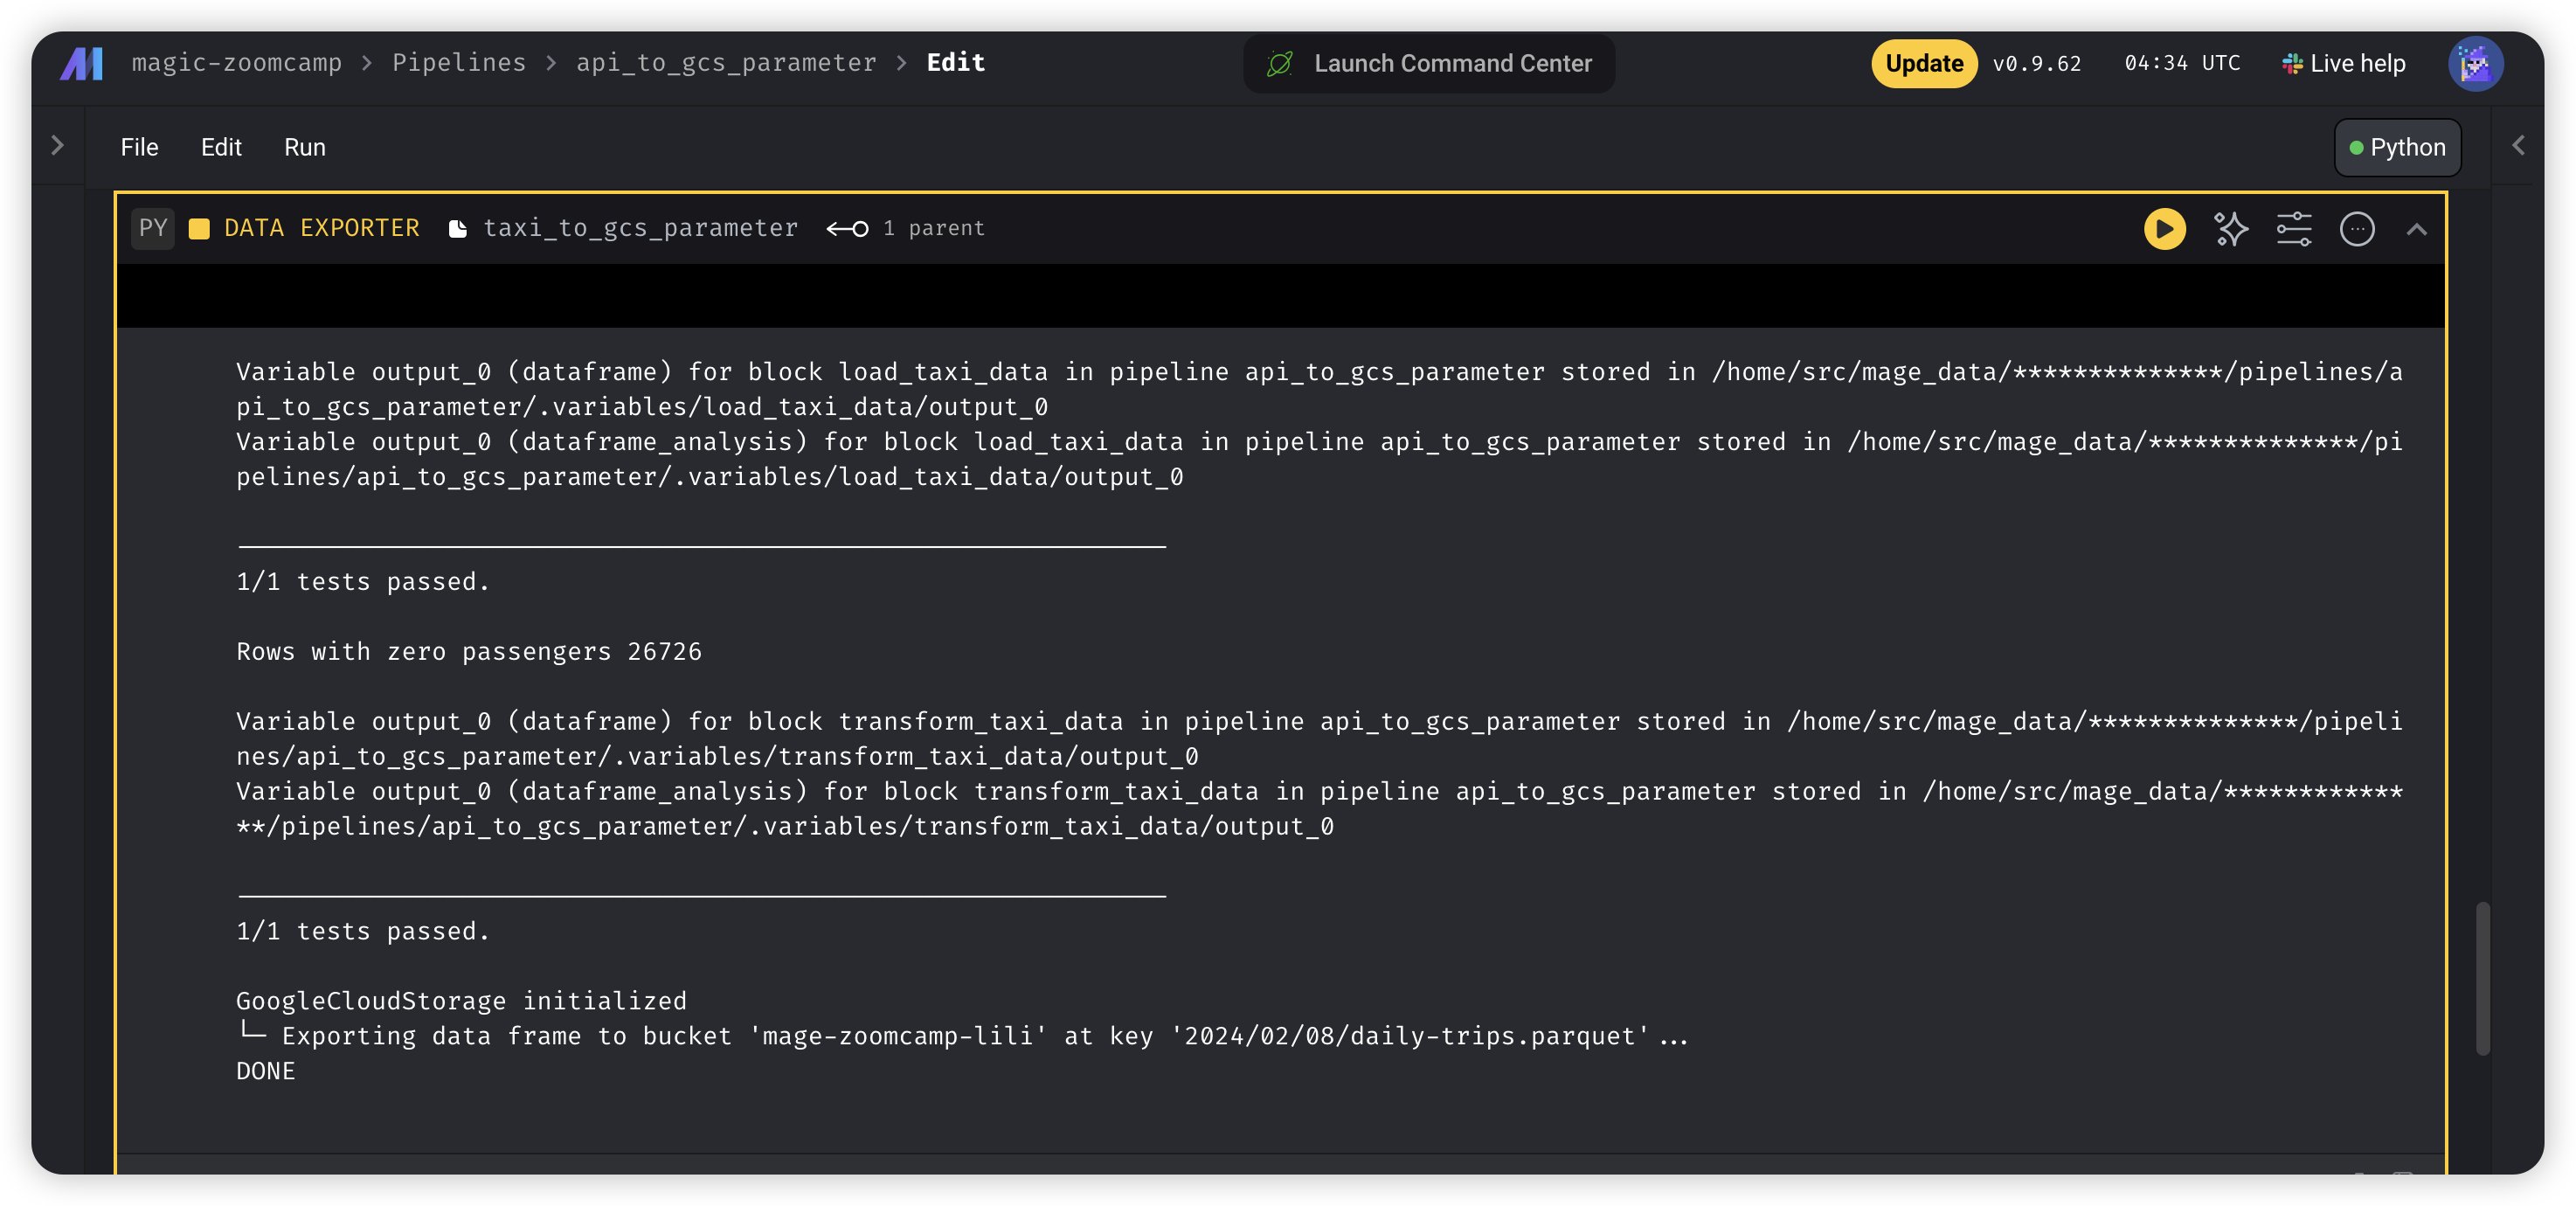 magic-zoomcamp > Pipelines > api_to_gcs_parameter > Edit
Launch Command Center
Update v0.9.62 04:34 UTC Live help
File Edit Run
Python
PY DATA EXPORTER taxi_to_gcs_parameter 1 parent
Variable output_0 (dataframe) for block load_taxi_data in pipeline api_to_gcs_parameter stored in /home/src/mage_data/**************/pipelines/a
pi_to_gcs_parameter/.variables/load_taxi_data/output_0
Variable output_0 (dataframe_analysis) for block load_taxi_data in pipeline api_to_gcs_parameter stored in /home/src/mage_data/**************/pi
pelines/api_to_gcs_parameter/.variables/load_taxi_data/output_0
1/1 tests passed.
Rows with zero passengers 26726
Variable output_0 (dataframe) for block transform_taxi_data in pipeline api_to_gcs_parameter stored in /home/src/mage_data/**************/pipeli
nes/api_to_gcs_parameter/.variables/transform_taxi_data/output_0
Variable output_0 (dataframe_analysis) for block transform_taxi_data in pipeline api_to_gcs_parameter stored in /home/src/mage_data/************
**/pipelines/api_to_gcs_parameter/.variables/transform_taxi_data/output_0
1/1 tests passed.
GoogleCloudStorage initialized
└─ Exporting data frame to bucket 'mage-zoomcamp-lili' at key '2024/02/08/daily-trips.parquet'...
DONE